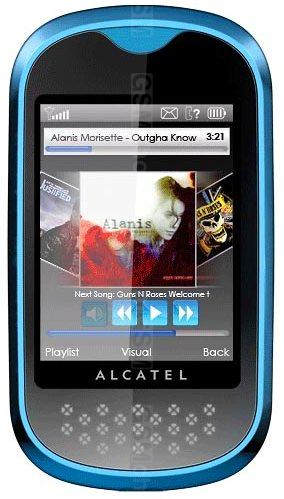 Alanis Morisette - Outgha Know 3:21
JUSTIFIED
Alanis
Next Song: Guns N Roses Welcome t
Playlist Visual Back
ALCATEL